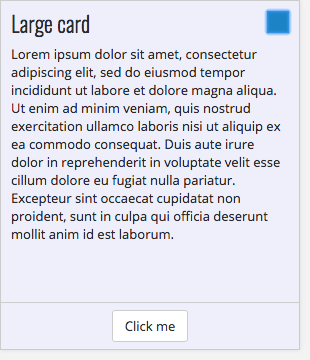 Large card
Lorem ipsum dolor sit amet, consectetur
adipiscing elit, sed do eiusmod tempor
incididunt ut labore et dolore magna aliqua.
Ut enim ad minim veniam, quis nostrud
exercitation ullamco laboris nisi ut aliquip ex
ea commodo consequat. Duis aute irure
dolor in reprehenderit in voluptate velit esse
cillum dolore eu fugiat nulla pariatur.
Excepteur sint occaecat cupidatat non
proident, sunt in culpa qui officia deserunt
mollit anim id est laborum.
Click me